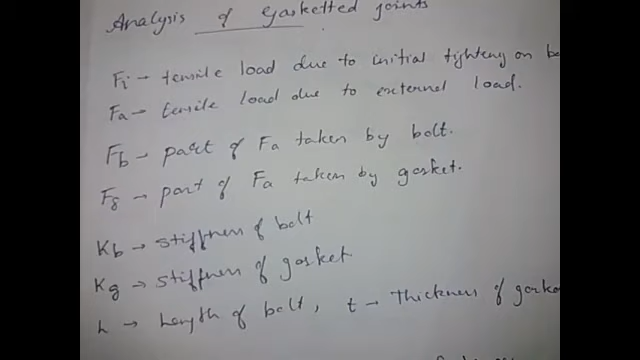 Analysis of Gasketted joints
Fi → tensile load due to initial tighting on
Fa → tensile load due to external load.
Fb → part of Fa taken by bolt.
Fg → part of Fa taken by gasket.
Kb → stiffness of bolt
Kg → stiffness of gasket
L → Length of bolt, t → Thickness of